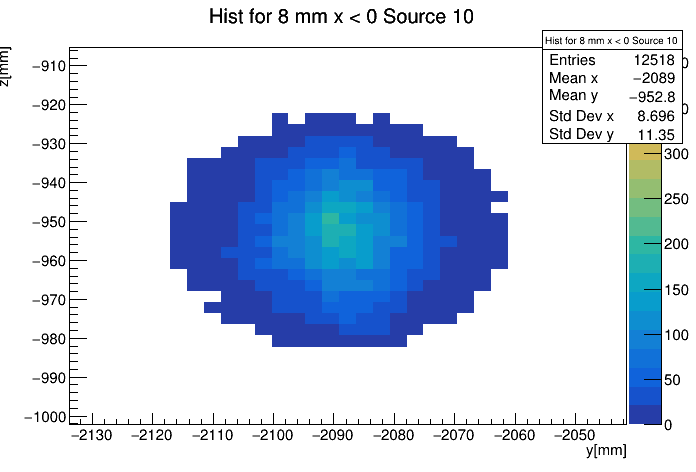 Hist for 8 mm x < 0 Source 10
z[mm]
Hist for 8 mm x < 0 Source 10
Entries 12518
Mean x −2089
Mean y −952.8
Std Dev x 8.696
Std Dev y 11.35
−910
−920
−930
−940
−950
−960
−970
−980
−990
−1000
300
250
200
150
100
50
0
−2130 −2120 −2110 −2100 −2090 −2080 −2070 −2060 −2050
y[mm]